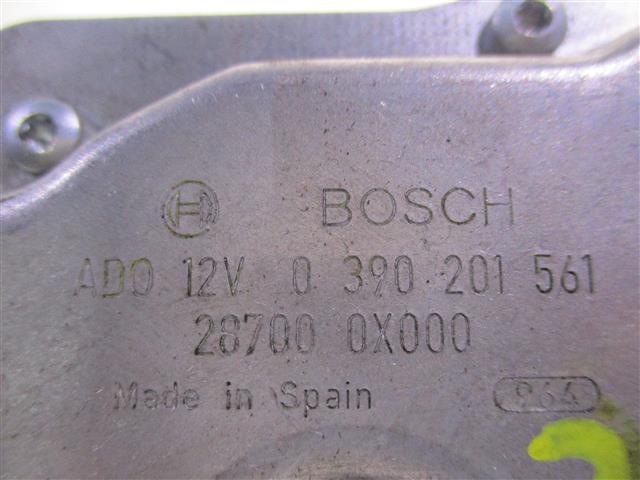 BOSCH
ADO 12V 0 390 201 561
28700 0X000
Made in Spain 964